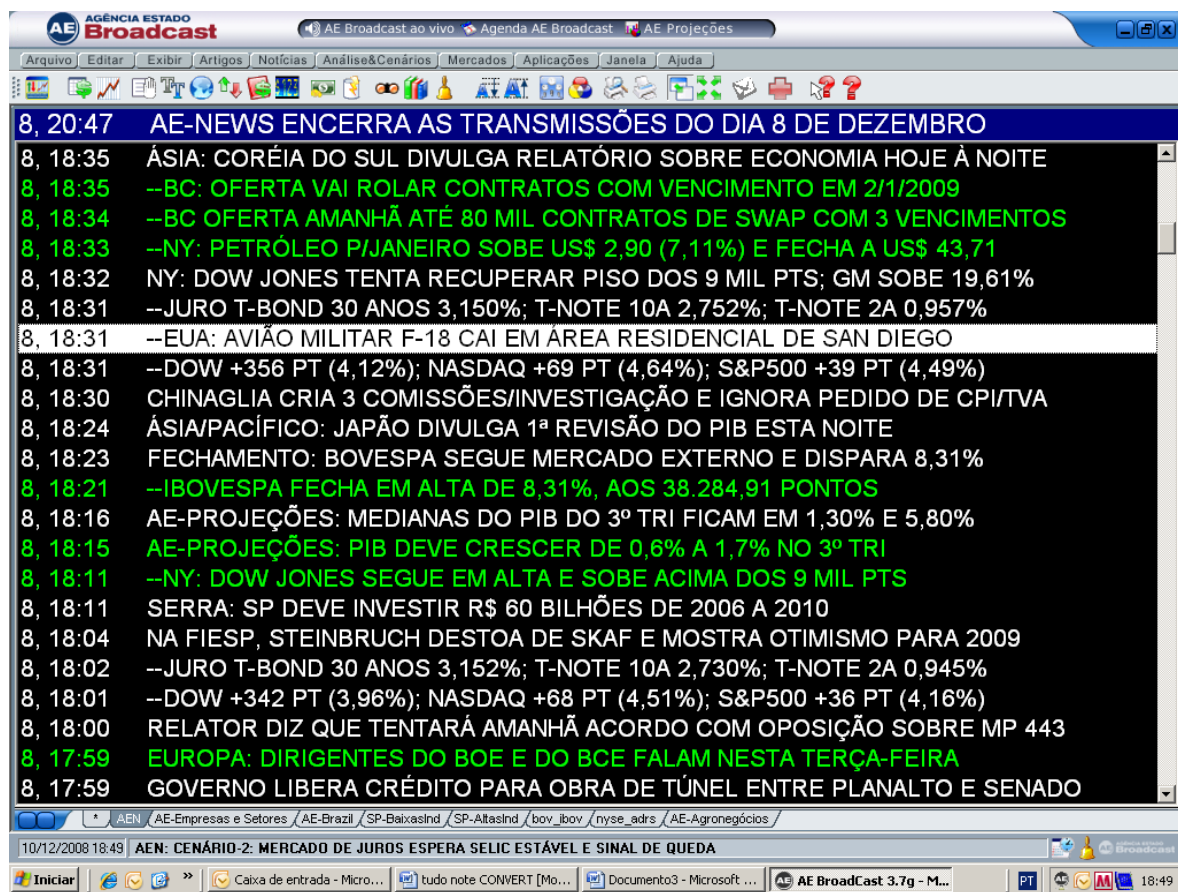 AE AGÊNCIA ESTADO
Broadcast
AE Broadcast ao vivo Agenda AE Broadcast AE Projeções
Arquivo Editar Exibir Artigos Notícias Análise&Cenários Mercados Aplicações Janela Ajuda
8, 20:47 AE-NEWS ENCERRA AS TRANSMISSÕES DO DIA 8 DE DEZEMBRO
8, 18:35 ÁSIA: CORÉIA DO SUL DIVULGA RELATÓRIO SOBRE ECONOMIA HOJE À NOITE
8, 18:35 --BC: OFERTA VAI ROLAR CONTRATOS COM VENCIMENTO EM 2/1/2009
8, 18:34 --BC OFERTA AMANHÃ ATÉ 80 MIL CONTRATOS DE SWAP COM 3 VENCIMENTOS
8, 18:33 --NY: PETRÓLEO P/JANEIRO SOBE US$ 2,90 (7,11%) E FECHA A US$ 43,71
8, 18:32 NY: DOW JONES TENTA RECUPERAR PISO DOS 9 MIL PTS; GM SOBE 19,61%
8, 18:31 --JURO T-BOND 30 ANOS 3,150%; T-NOTE 10A 2,752%; T-NOTE 2A 0,957%
8, 18:31 --EUA: AVIÃO MILITAR F-18 CAI EM ÁREA RESIDENCIAL DE SAN DIEGO
8, 18:31 --DOW +356 PT (4,12%); NASDAQ +69 PT (4,64%); S&P500 +39 PT (4,49%)
8, 18:30 CHINAGLIA CRIA 3 COMISSÕES/INVESTIGAÇÃO E IGNORA PEDIDO DE CPI/TVA
8, 18:24 ÁSIA/PACÍFICO: JAPÃO DIVULGA 1ª REVISÃO DO PIB ESTA NOITE
8, 18:23 FECHAMENTO: BOVESPA SEGUE MERCADO EXTERNO E DISPARA 8,31%
8, 18:21 --IBOVESPA FECHA EM ALTA DE 8,31%, AOS 38.284,91 PONTOS
8, 18:16 AE-PROJEÇÕES: MEDIANAS DO PIB DO 3º TRI FICAM EM 1,30% E 5,80%
8, 18:15 AE-PROJEÇÕES: PIB DEVE CRESCER DE 0,6% A 1,7% NO 3º TRI
8, 18:11 --NY: DOW JONES SEGUE EM ALTA E SOBE ACIMA DOS 9 MIL PTS
8, 18:11 SERRA: SP DEVE INVESTIR R$ 60 BILHÕES DE 2006 A 2010
8, 18:04 NA FIESP, STEINBRUCH DESTOA DE SKAF E MOSTRA OTIMISMO PARA 2009
8, 18:02 --JURO T-BOND 30 ANOS 3,152%; T-NOTE 10A 2,730%; T-NOTE 2A 0,945%
8, 18:01 --DOW +342 PT (3,96%); NASDAQ +68 PT (4,51%); S&P500 +36 PT (4,16%)
8, 18:00 RELATOR DIZ QUE TENTARÁ AMANHÃ ACORDO COM OPOSIÇÃO SOBRE MP 443
8, 17:59 EUROPA: DIRIGENTES DO BOE E DO BCE FALAM NESTA TERÇA-FEIRA
8, 17:59 GOVERNO LIBERA CRÉDITO PARA OBRA DE TÚNEL ENTRE PLANALTO E SENADO
* AEN AE-Empresas e Setores AE-Brazil SP-BaixasInd SP-AltasInd bov_ibov nyse_adrs AE-Agronegócios
10/12/2008 18:49 AEN: CENÁRIO-2: MERCADO DE JUROS ESPERA SELIC ESTÁVEL E SINAL DE QUEDA Broadcast
Iniciar » Caixa de entrada - Micro... tudo note CONVERT [Mo... Documento3 - Microsoft ... AE BroadCast 3.7g - M... PT 18:49